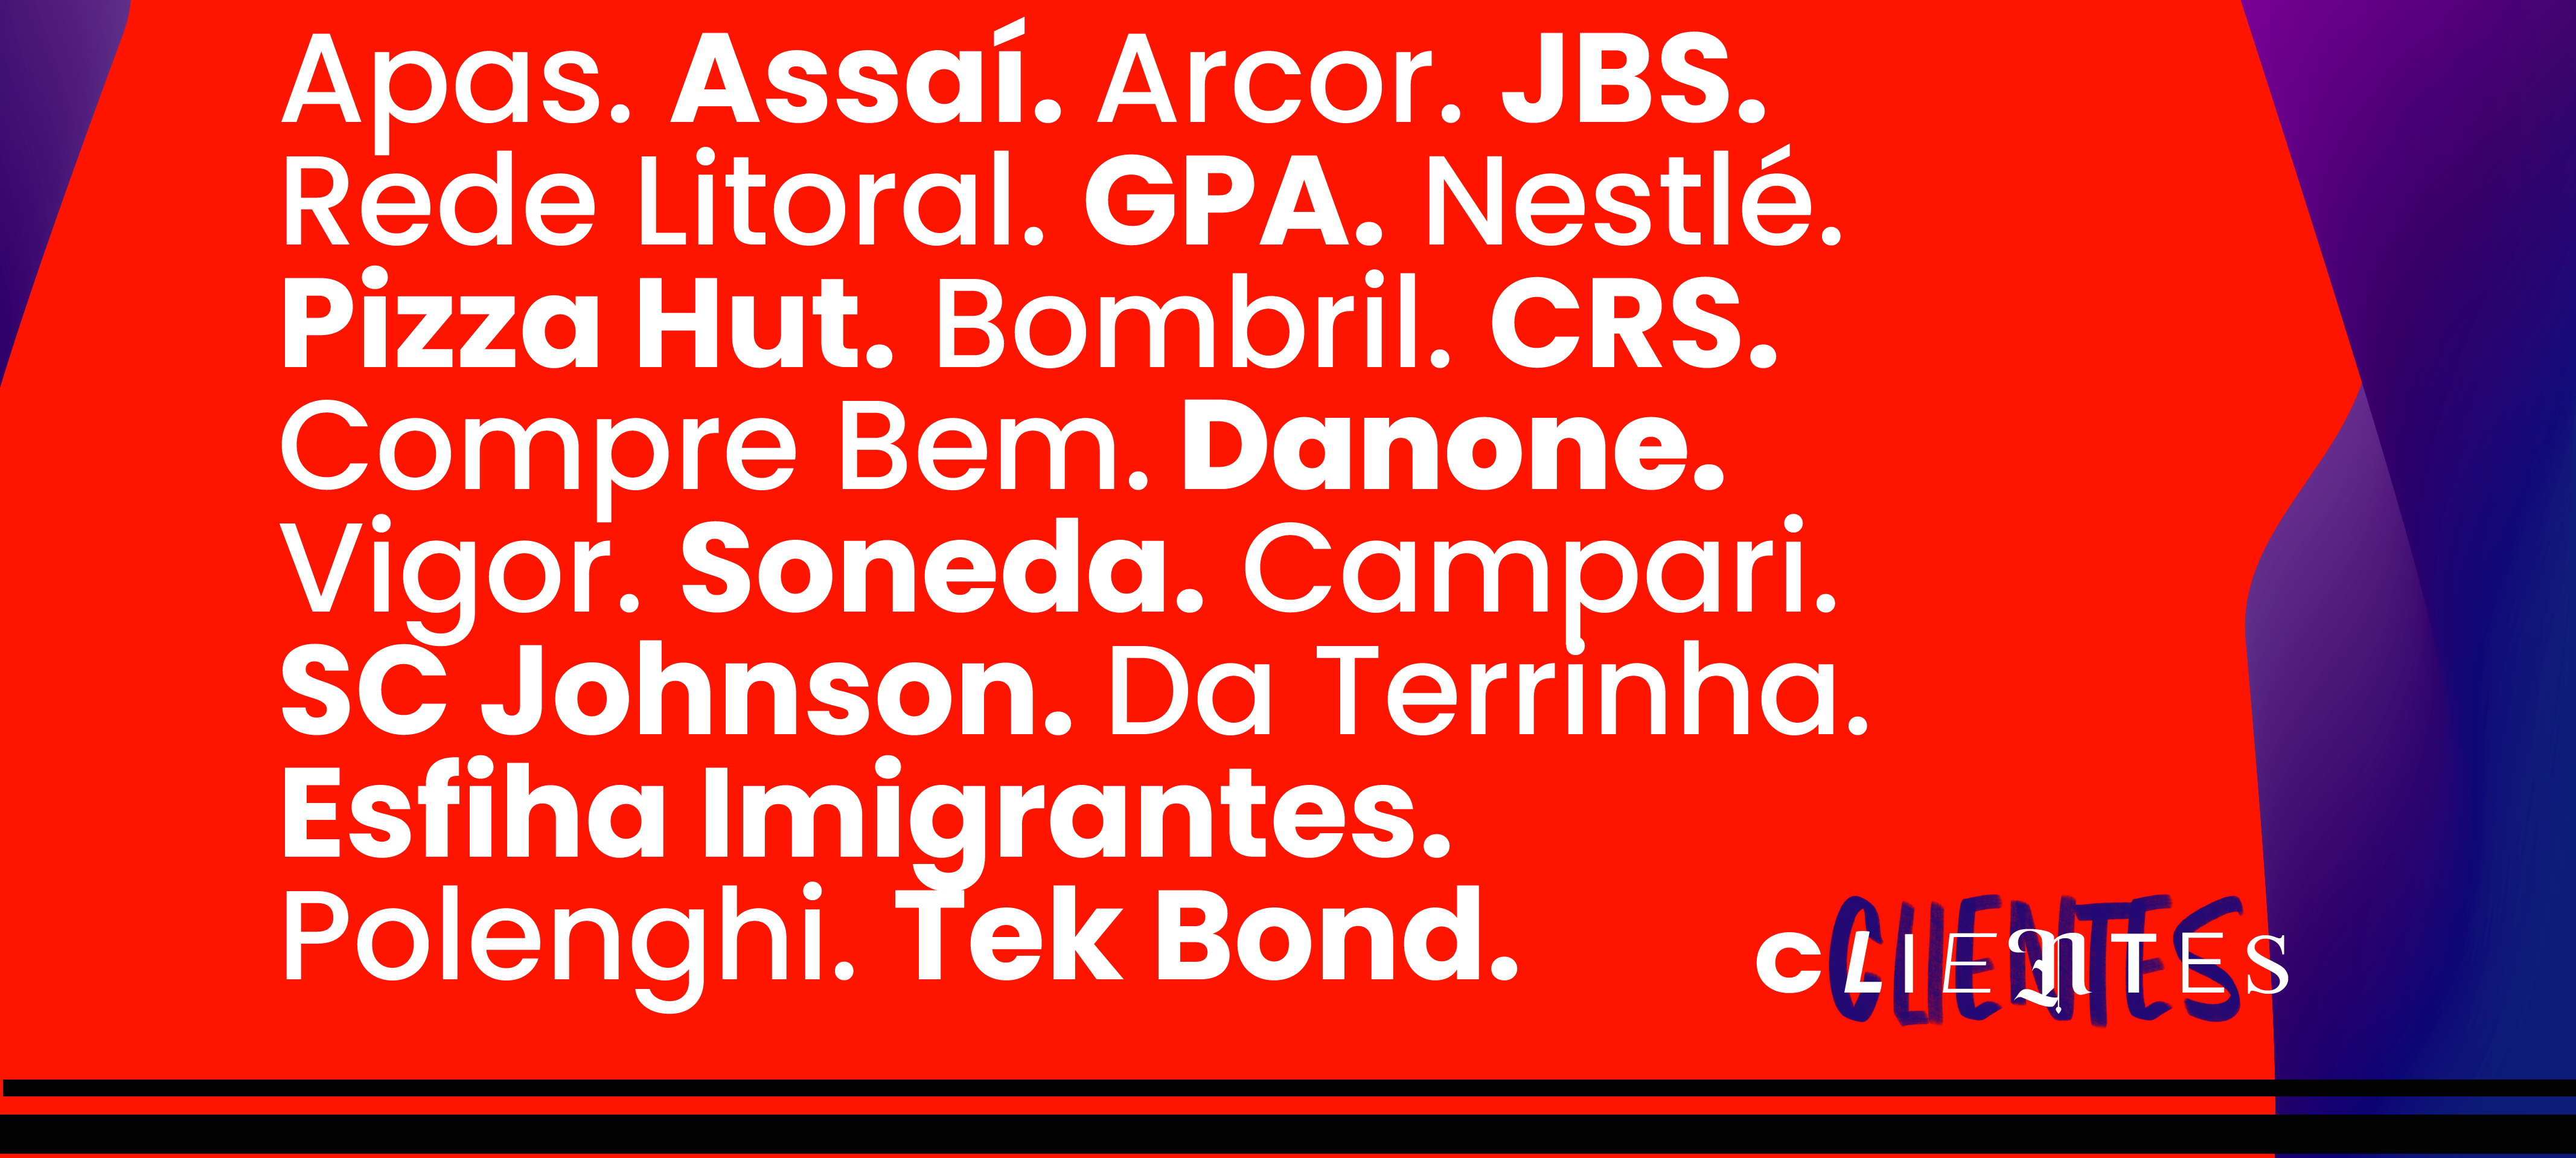 Apas. Assaí. Arcor. JBS.
Rede Litoral. GPA. Nestlé.
Pizza Hut. Bombril. CRS.
Compre Bem. Danone.
Vigor. Soneda. Campari.
SC Johnson. Da Terrinha.
Esfiha Imigrantes.
Polenghi. Tek Bond.
CLIENTES
CLIENTES